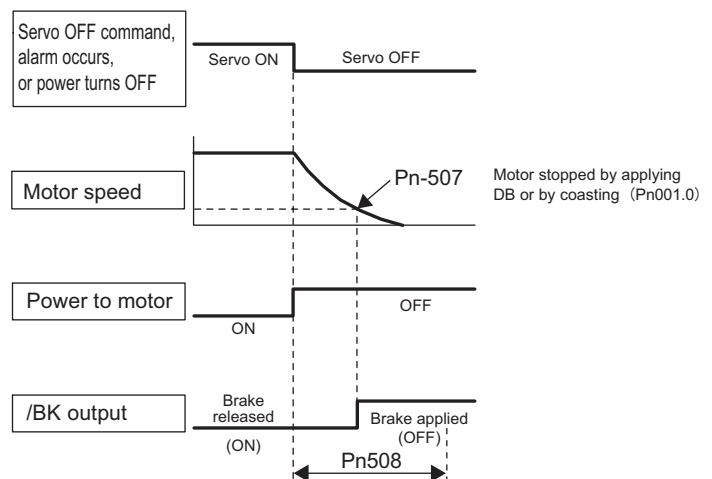 Servo OFF command,
alarm occurs,
or power turns OFF
Servo ON
Servo OFF
Motor speed
Pn-507
Motor stopped by applying
DB or by coasting (Pn001.0)
Power to motor
ON
OFF
/BK output
Brake
released
(ON)
Brake applied
(OFF)
Pn508